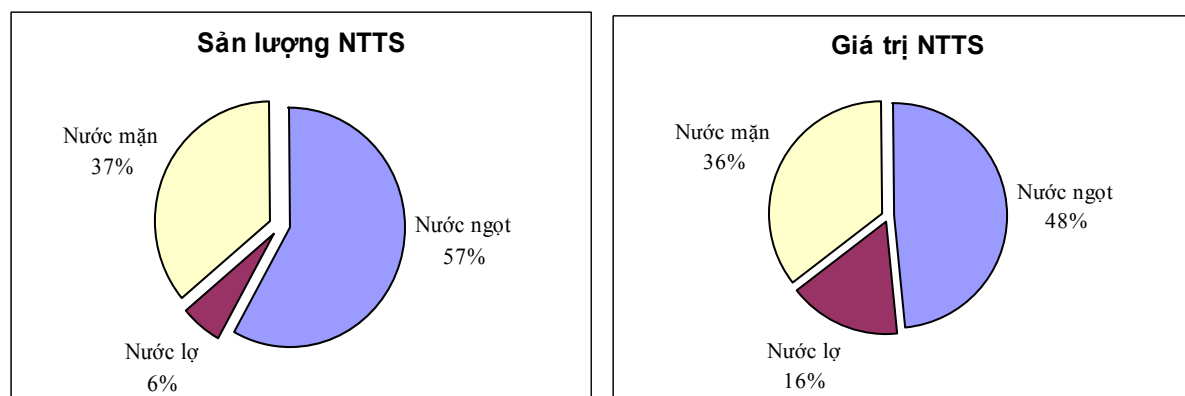 Sản lượng NTTS
Nước mặn
37%
Nước ngọt
57%
Nước lợ
6%
Giá trị NTTS
Nước mặn
36%
Nước ngọt
48%
Nước lợ
16%